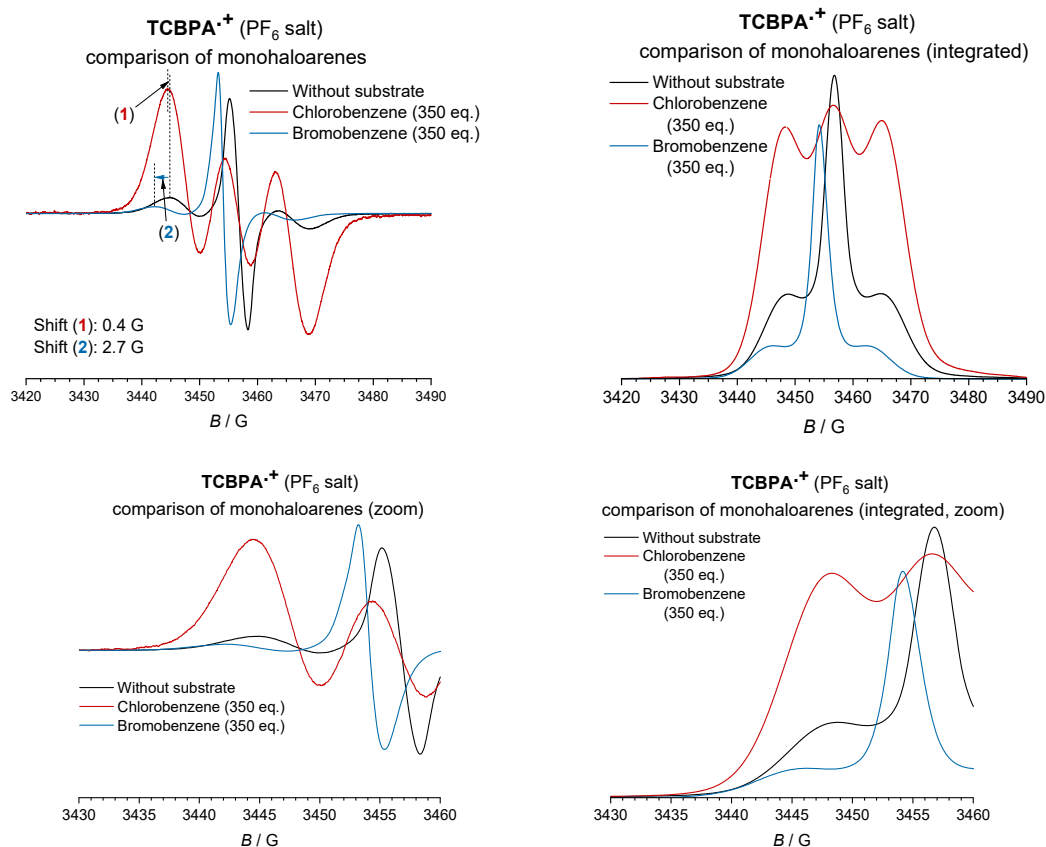 TCBPA·+ (PF6 salt)
comparison of monohaloarenes
Without substrate
Chlorobenzene (350 eq.)
Bromobenzene (350 eq.)
(1)
(2)
Shift (1): 0.4 G
Shift (2): 2.7 G
3420 3430 3440 3450 3460 3470 3480 3490
B / G
TCBPA·+ (PF6 salt)
comparison of monohaloarenes (integrated)
Without substrate
Chlorobenzene
(350 eq.)
Bromobenzene
(350 eq.)
3420 3430 3440 3450 3460 3470 3480 3490
B / G
TCBPA·+ (PF6 salt)
comparison of monohaloarenes (zoom)
Without substrate
Chlorobenzene (350 eq.)
Bromobenzene (350 eq.)
3430 3435 3440 3445 3450 3455 3460
B / G
TCBPA·+ (PF6 salt)
comparison of monohaloarenes (integrated, zoom)
Without substrate
Chlorobenzene
(350 eq.)
Bromobenzene
(350 eq.)
3430 3435 3440 3445 3450 3455 3460
B / G